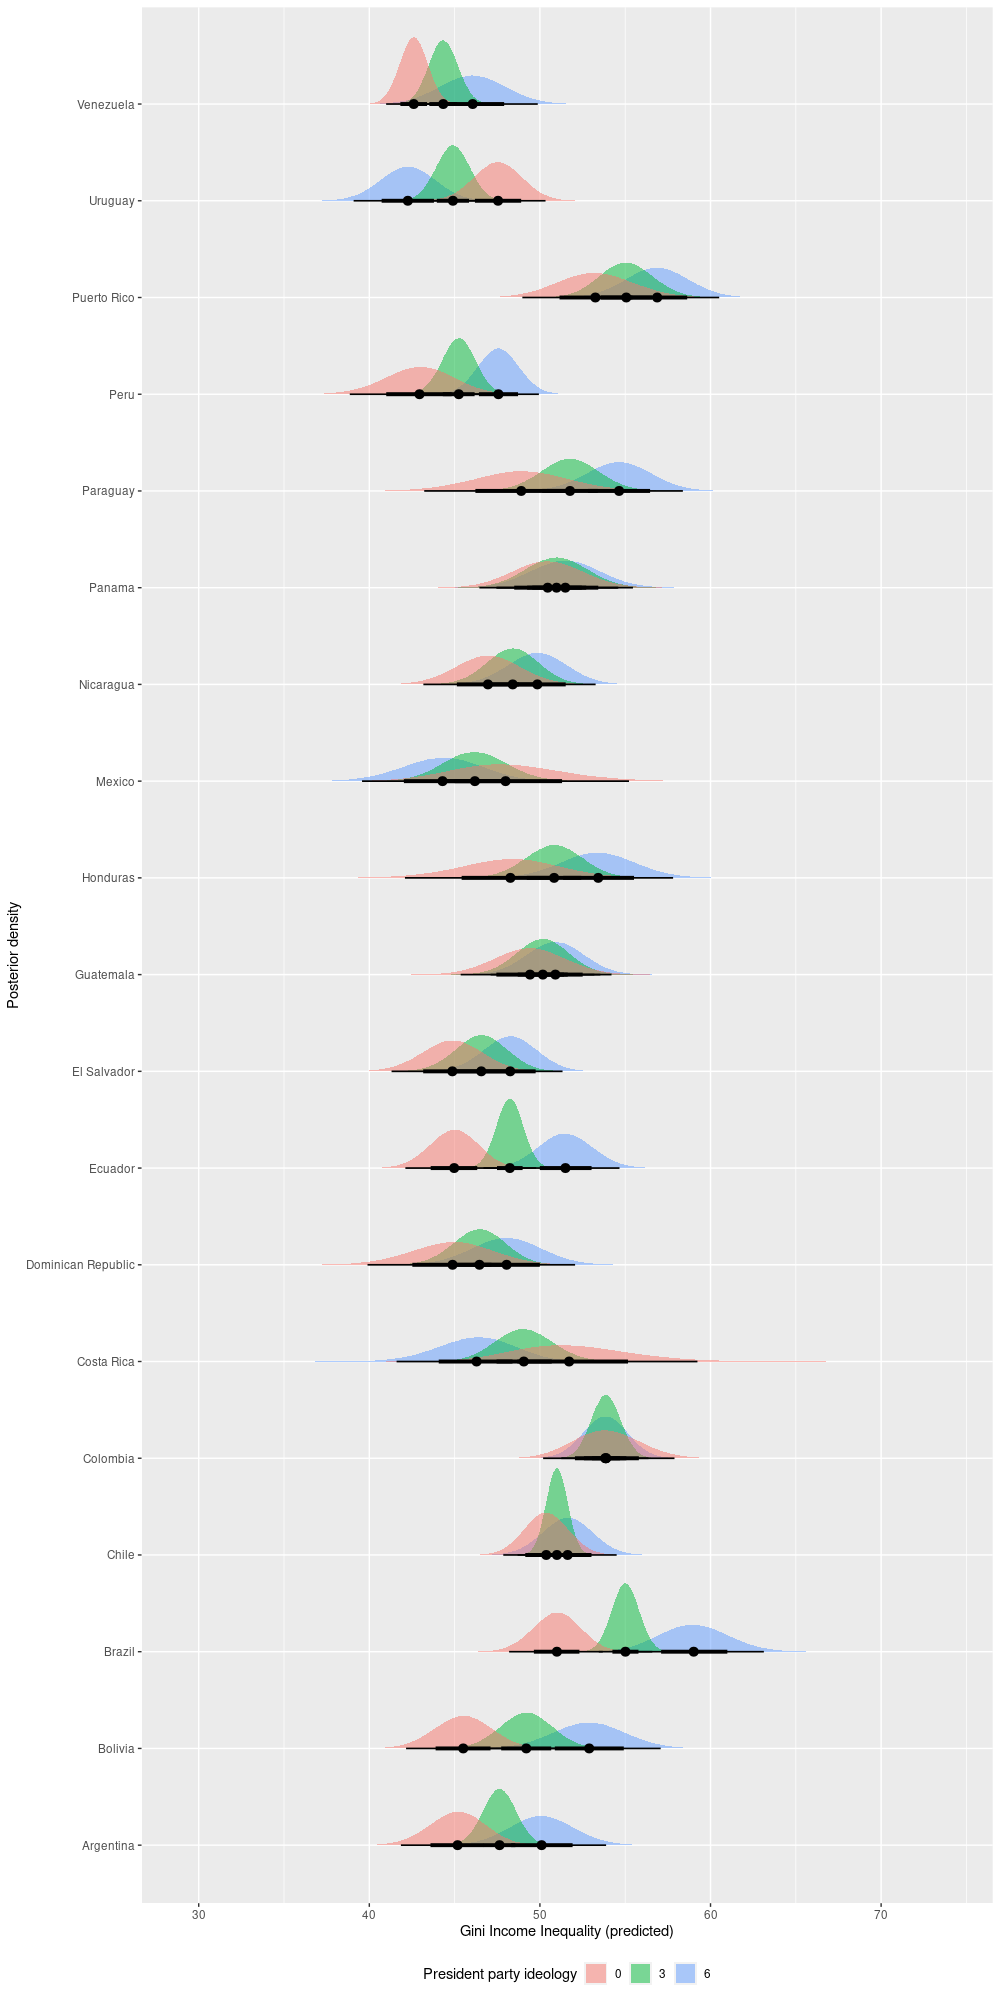 Posterior density
Venezuela
Uruguay
Puerto Rico
Peru
Paraguay
Panama
Nicaragua
Mexico
Honduras
Guatemala
El Salvador
Ecuador
Dominican Republic
Costa Rica
Colombia
Chile
Brazil
Bolivia
Argentina
30 40 50 60 70
Gini Income Inequality (predicted)
President party ideology 0 3 6